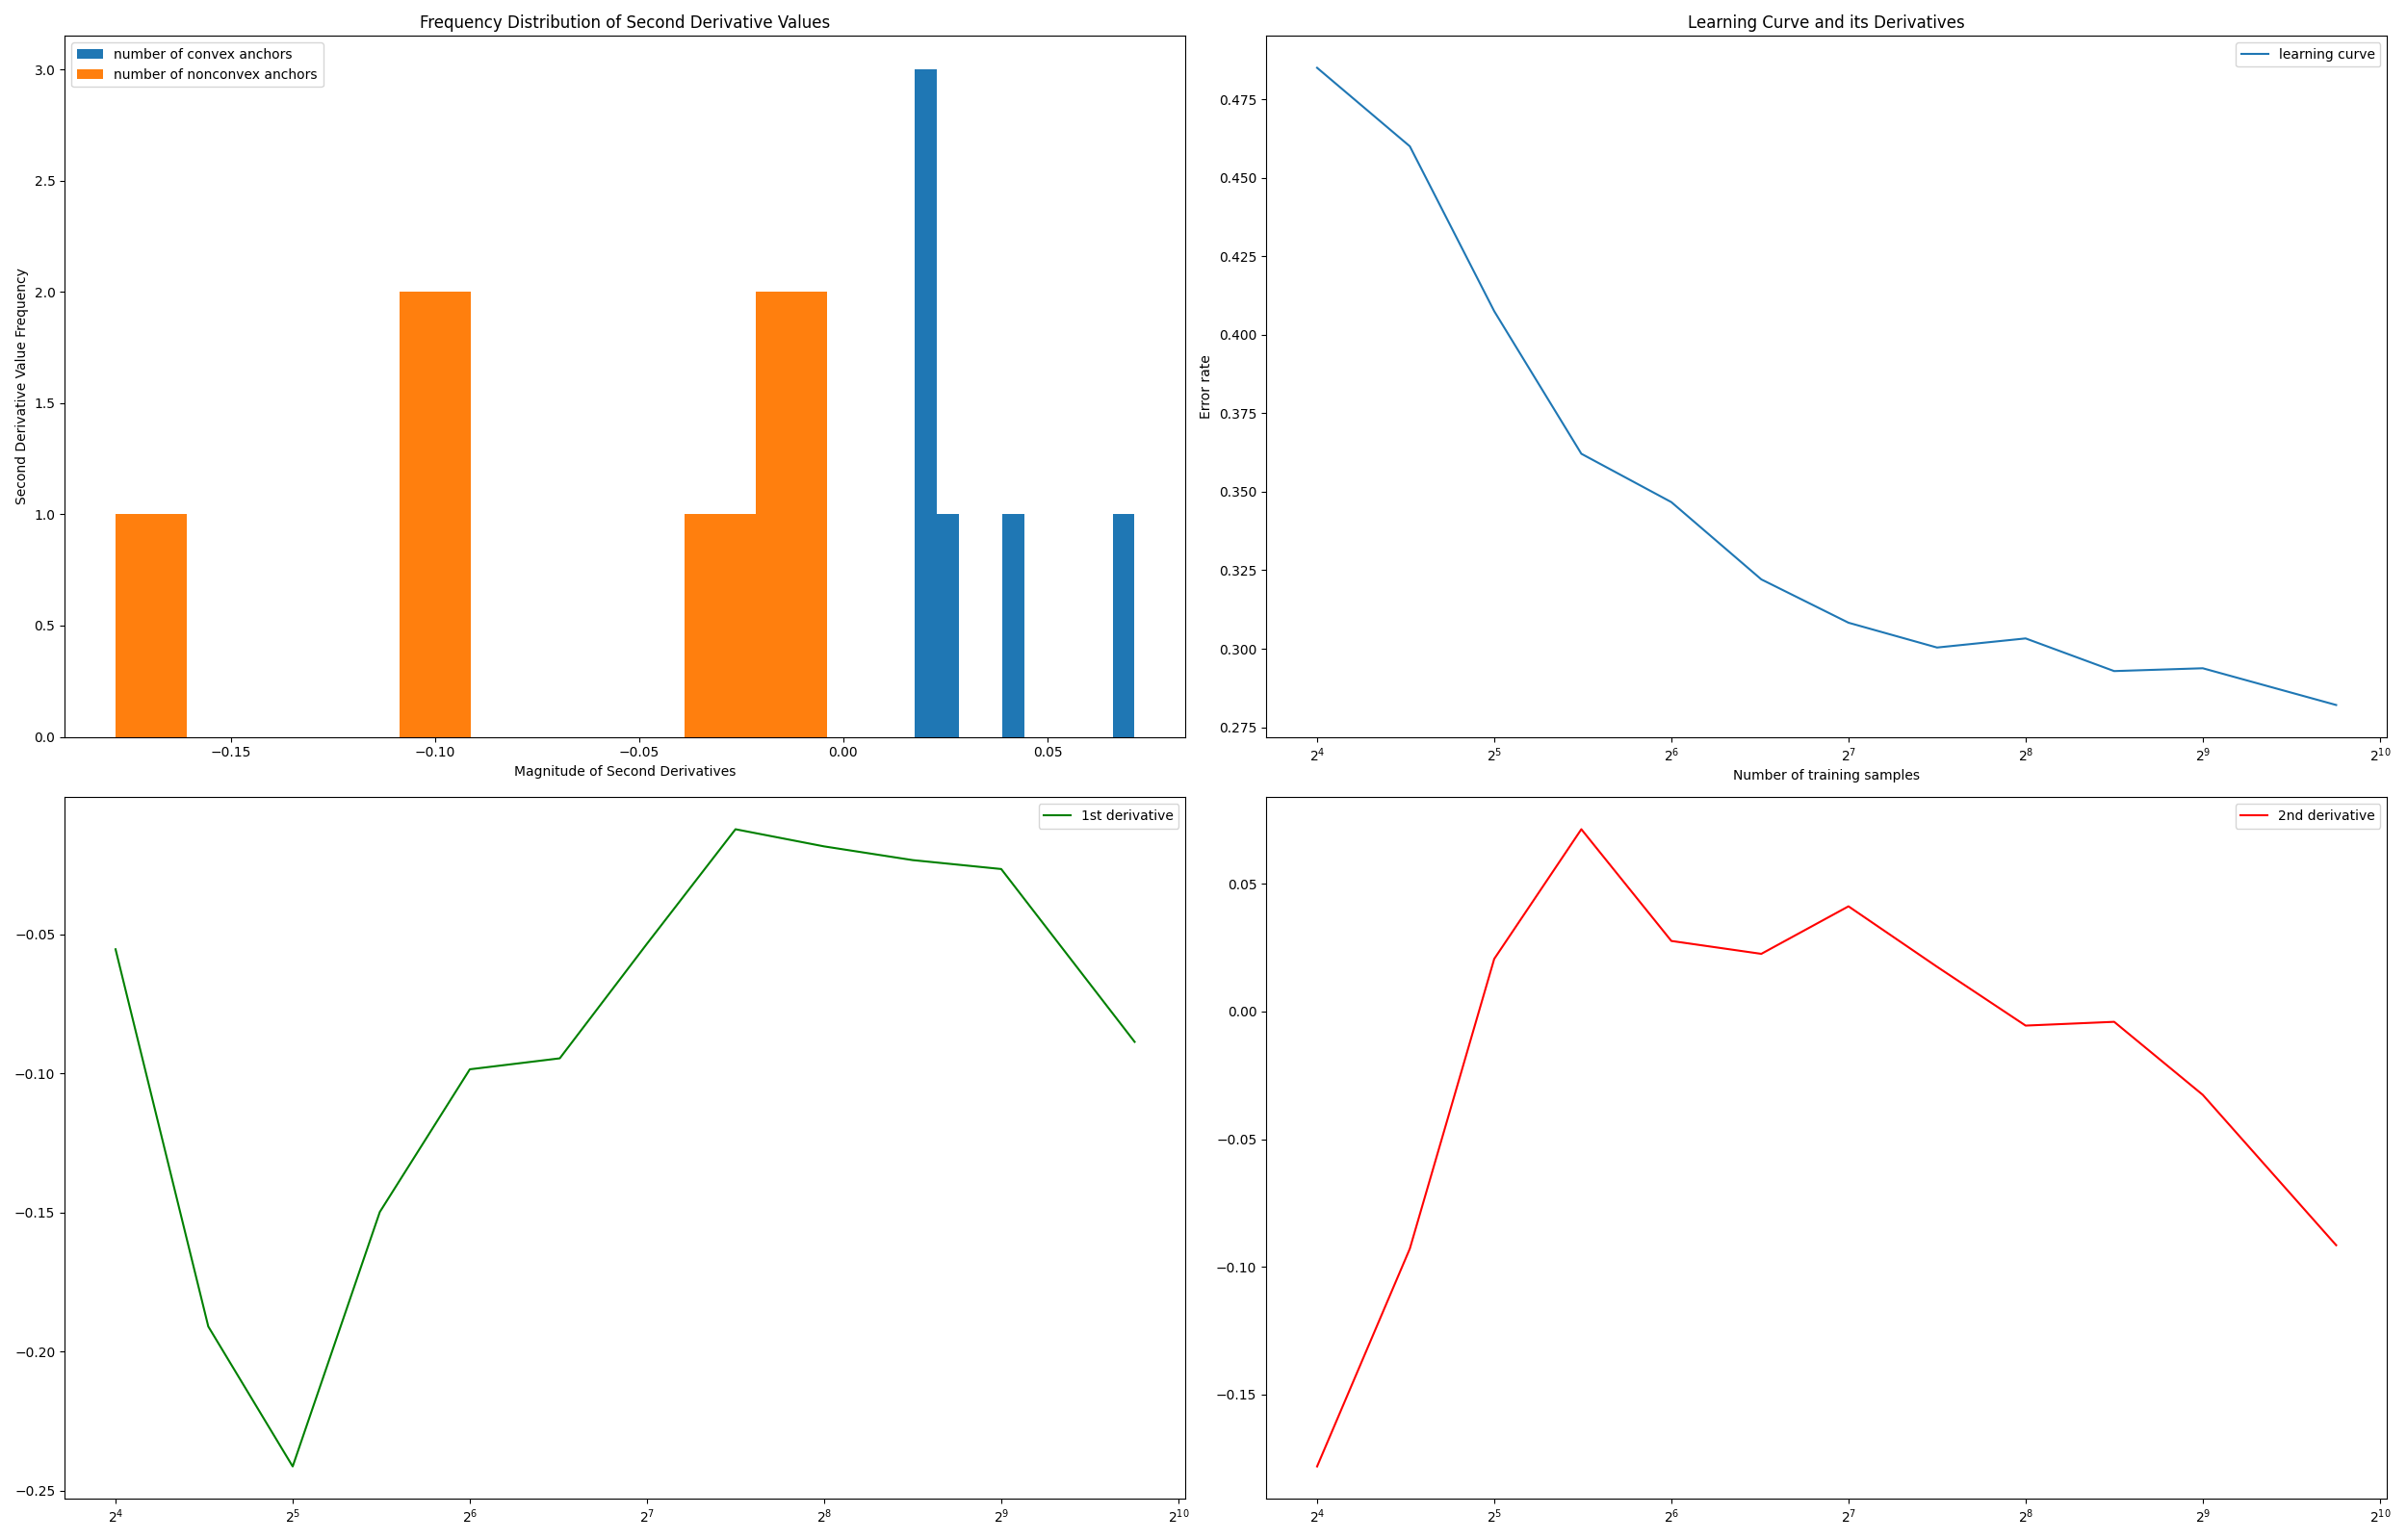 Frequency Distribution of Second Derivative Values
number of convex anchors
number of nonconvex anchors
Second Derivative Value Frequency
3.0
2.5
2.0
1.5
1.0
0.5
0.0
−0.15 −0.10 −0.05 0.00 0.05
Magnitude of Second Derivatives
Learning Curve and its Derivatives
learning curve
Error rate
0.475
0.450
0.425
0.400
0.375
0.350
0.325
0.300
0.275
2⁴ 2⁵ 2⁶ 2⁷ 2⁸ 2⁹ 2¹⁰
Number of training samples
1st derivative
−0.05
−0.10
−0.15
−0.20
−0.25
2⁴ 2⁵ 2⁶ 2⁷ 2⁸ 2⁹ 2¹⁰
2nd derivative
0.05
0.00
−0.05
−0.10
−0.15
2⁴ 2⁵ 2⁶ 2⁷ 2⁸ 2⁹ 2¹⁰